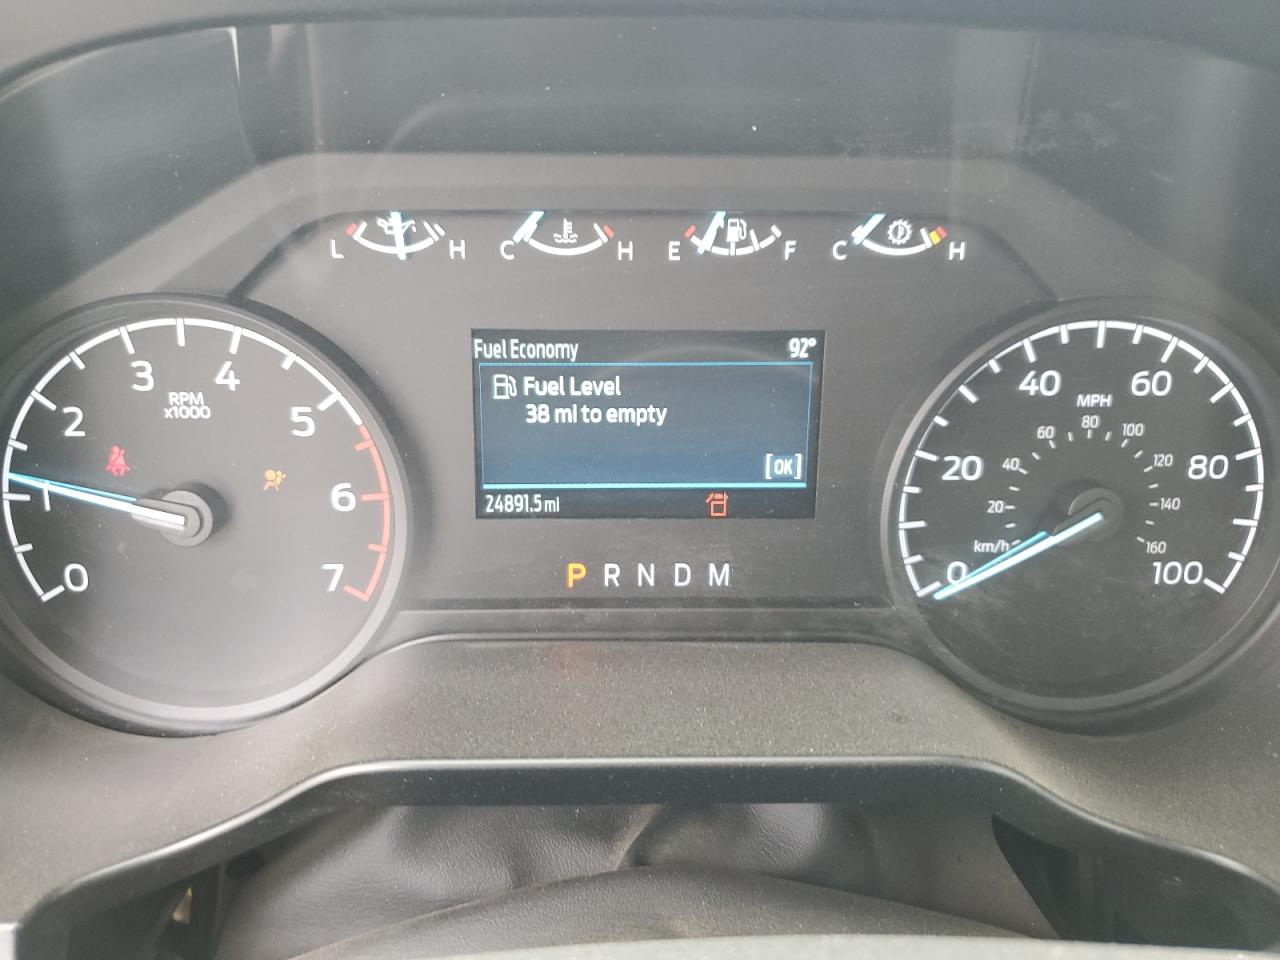 L H C H E F C H
Fuel Economy 92°
Fuel Level
38 mi to empty
[OK]
24891.5 mi
P R N D M
0 1 2 3 4 5 6 7
RPM
x1000
0 20 40 60 80 100
MPH
20 40 60 80 100 120 140 160
km/h